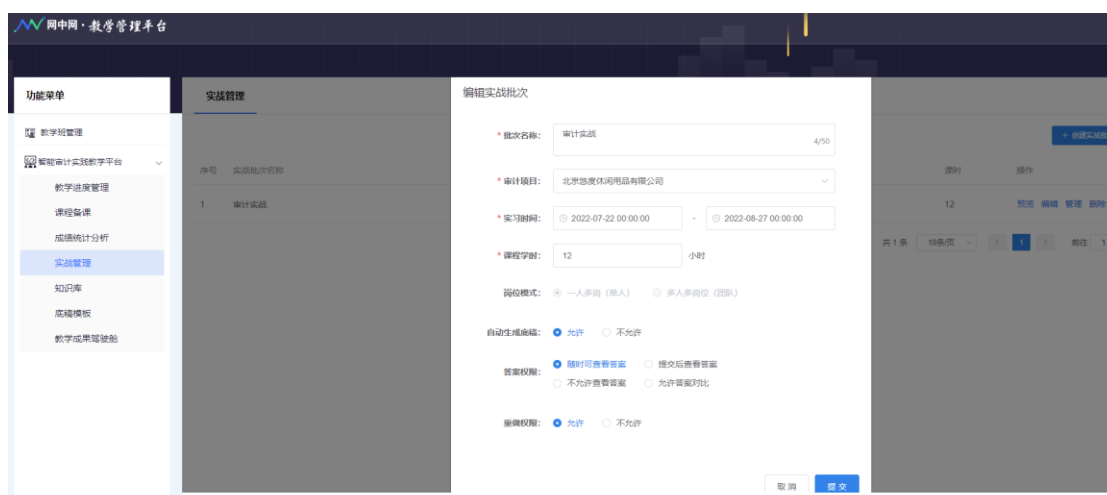 网中网·教学管理平台
功能菜单
教学班管理
智能审计实践教学平台
教学进度管理
课程备课
成绩统计分析
实战管理
知识库
底稿模板
教学成果驾驶舱
实战管理
序号 实战批次名称
1 审计实战
编辑实战批次
* 批次名称: 审计实战 4/50
* 审计项目: 北京悠度休闲用品有限公司
* 实习时间: 2022-07-22 00:00:00 - 2022-08-27 00:00:00
* 课程学时: 12 小时
岗位模式: 一人多岗（单人） 多人多岗位（团队）
自动生成底稿: 允许 不允许
答案权限: 随时可查看答案 提交后查看答案
不允许查看答案 允许答案对比
重做权限: 允许 不允许
取消 提交
+ 创建实战批
课时 操作
12 预览 编辑 管理 删除
共 1 条 10条/页 < 1 > 前往 1